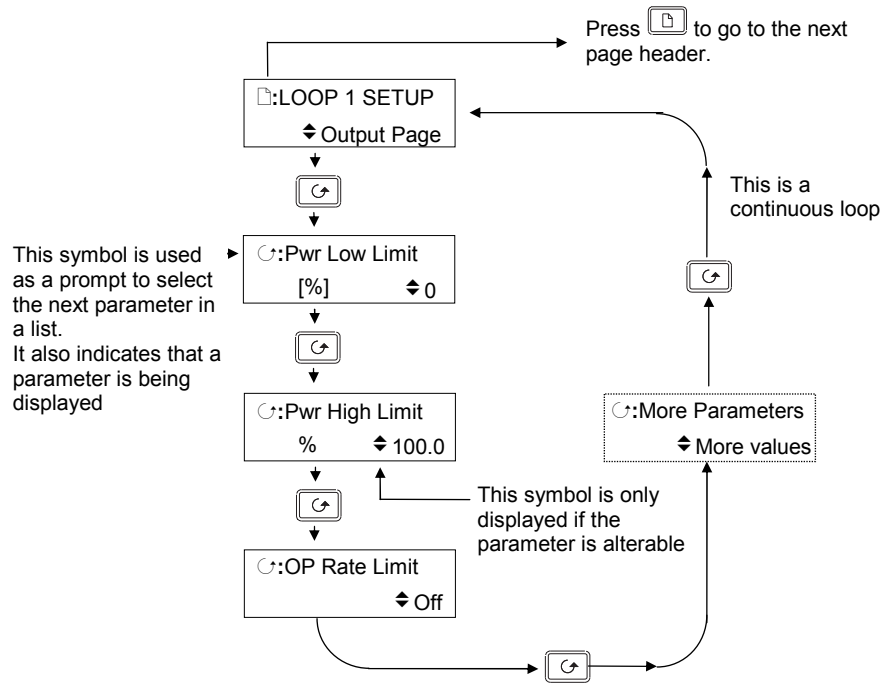 Press to go to the next
page header.
:LOOP 1 SETUP
Output Page
This is a
continuous loop
This symbol is used
as a prompt to select
the next parameter in
a list.
It also indicates that a
parameter is being
displayed
:Pwr Low Limit
[%] 0
:Pwr High Limit
% 100.0
:More Parameters
More values
This symbol is only
displayed if the
parameter is alterable
:OP Rate Limit
Off